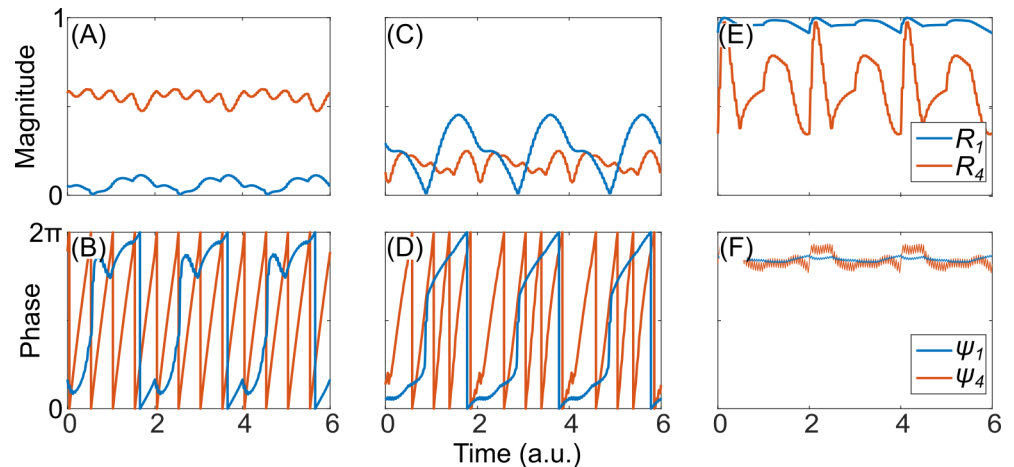 (A)
(C)
(E)
1
0
Magnitude
R1
R4
(B)
(D)
(F)
2π
0
Phase
ψ1
ψ4
0 2 4 6
0 2 4 6
0 2 4 6
Time (a.u.)